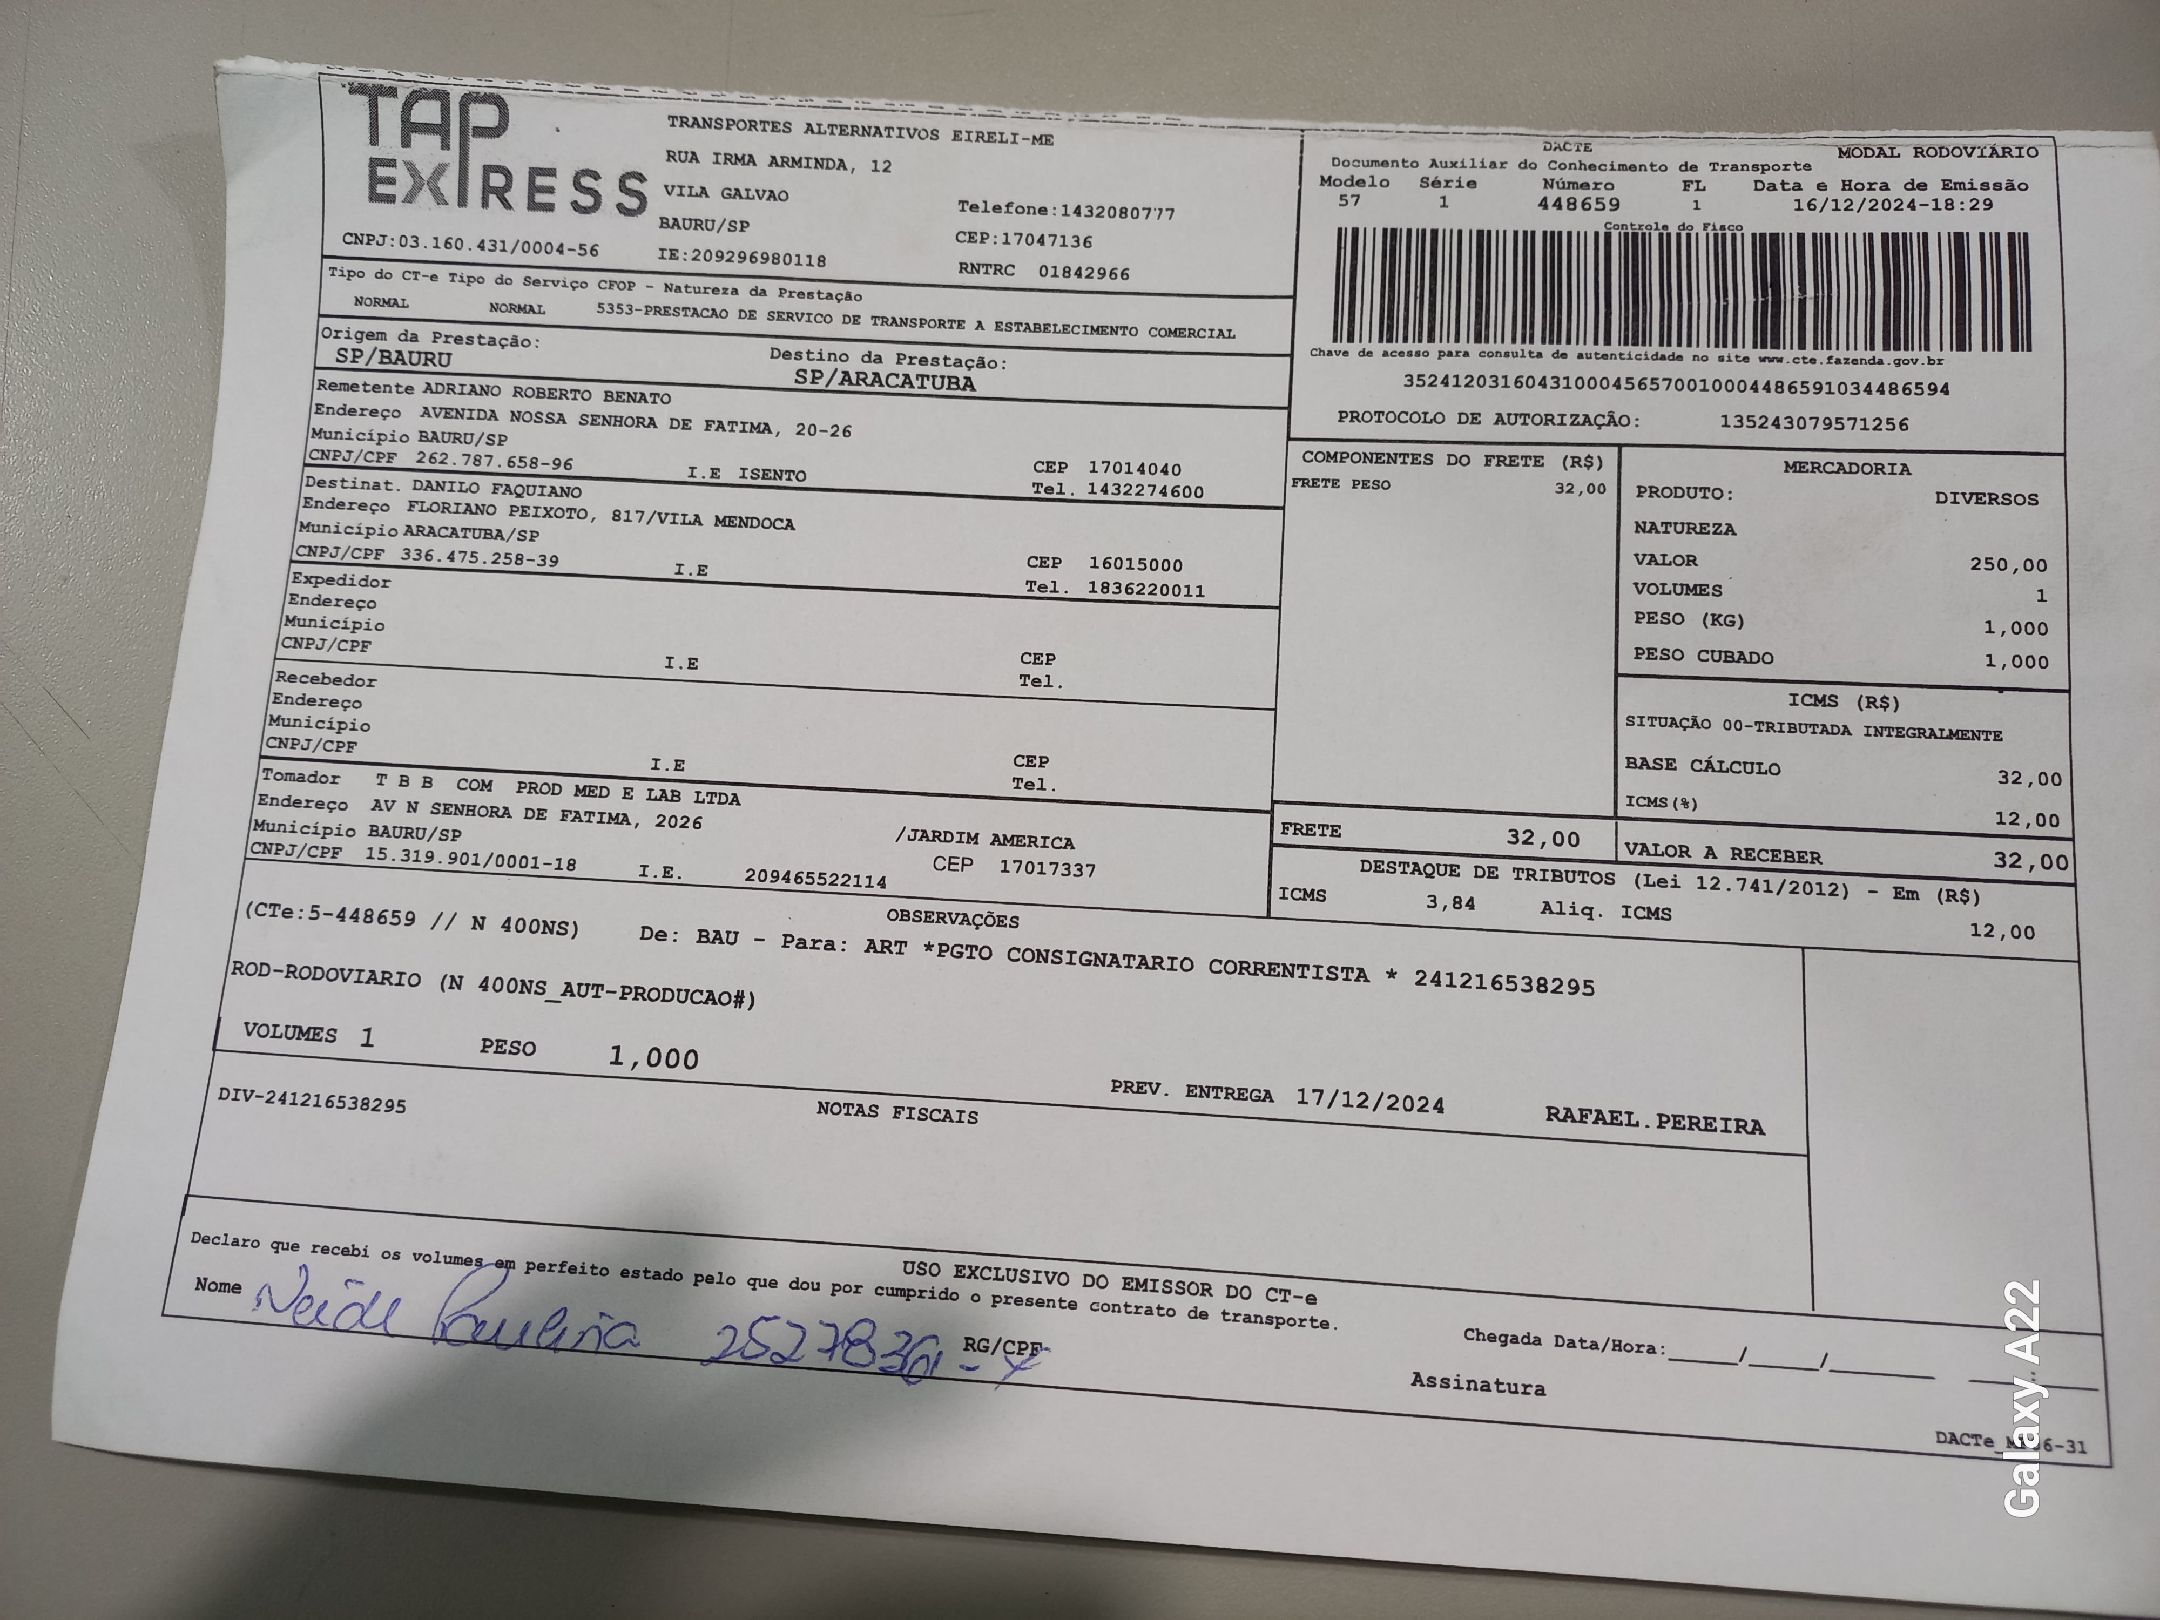 TAP EXPRESS
TRANSPORTES ALTERNATIVOS EIRELI-ME
RUA IRMA ARMINDA, 12
VILA GALVAO
Telefone:1432080777
BAURU/SP
CEP:17047136
CNPJ:03.160.431/0004-56
IE:209296980118
RNTRC 01842966
DACTE
MODAL RODOVIÁRIO
Documento Auxiliar do Conhecimento de Transporte
Modelo Série Número FL Data e Hora de Emissão
57 1 448659 1 16/12/2024-18:29
Controle do Fisco
Chave de acesso para consulta de autenticidade no site www.cte.fazenda.gov.br
35241203160431000456570010004486591034486594
PROTOCOLO DE AUTORIZAÇÃO: 135243079571256
Tipo do CT-e Tipo do Serviço CFOP - Natureza da Prestação
NORMAL NORMAL 5353-PRESTACAO DE SERVICO DE TRANSPORTE A ESTABELECIMENTO COMERCIAL
Origem da Prestação: Destino da Prestação:
SP/BAURU SP/ARACATUBA
Remetente ADRIANO ROBERTO BENATO
Endereço AVENIDA NOSSA SENHORA DE FATIMA, 20-26
Município BAURU/SP CEP 17014040
CNPJ/CPF 262.787.658-96 I.E ISENTO Tel. 1432274600
Destinat. DANILO FAQUIANO
Endereço FLORIANO PEIXOTO, 817/VILA MENDOCA
Município ARACATUBA/SP CEP 16015000
CNPJ/CPF 336.475.258-39 I.E Tel. 1836220011
Expedidor
Endereço
Município CEP
CNPJ/CPF I.E Tel.
Recebedor
Endereço
Município CEP
CNPJ/CPF I.E Tel.
Tomador T B B COM PROD MED E LAB LTDA
Endereço AV N SENHORA DE FATIMA, 2026 /JARDIM AMERICA
Município BAURU/SP CEP 17017337
CNPJ/CPF 15.319.901/0001-18 I.E. 209465522114
COMPONENTES DO FRETE (R$)
FRETE PESO 32,00
MERCADORIA
PRODUTO: DIVERSOS
NATUREZA
VALOR 250,00
VOLUMES 1
PESO (KG) 1,000
PESO CUBADO 1,000
ICMS (R$)
SITUAÇÃO 00-TRIBUTADA INTEGRALMENTE
BASE CÁLCULO 32,00
ICMS(%) 12,00
FRETE 32,00 VALOR A RECEBER 32,00
DESTAQUE DE TRIBUTOS (Lei 12.741/2012) - Em (R$)
ICMS 3,84 Aliq. ICMS 12,00
OBSERVAÇÕES
(CTe:5-448659 // N 400NS) De: BAU - Para: ART *PGTO CONSIGNATARIO CORRENTISTA * 241216538295
ROD-RODOVIARIO (N 400NS_AUT-PRODUCAO#)
VOLUMES 1 PESO 1,000 PREV. ENTREGA 17/12/2024 RAFAEL.PEREIRA
NOTAS FISCAIS
DIV-241216538295
USO EXCLUSIVO DO EMISSOR DO CT-e
Declaro que recebi os volumes em perfeito estado pelo que dou por cumprido o presente contrato de transporte.
Nome Neide RG/CPF
Chegada Data/Hora:_____/_____/_______
Assinatura
Galaxy A22